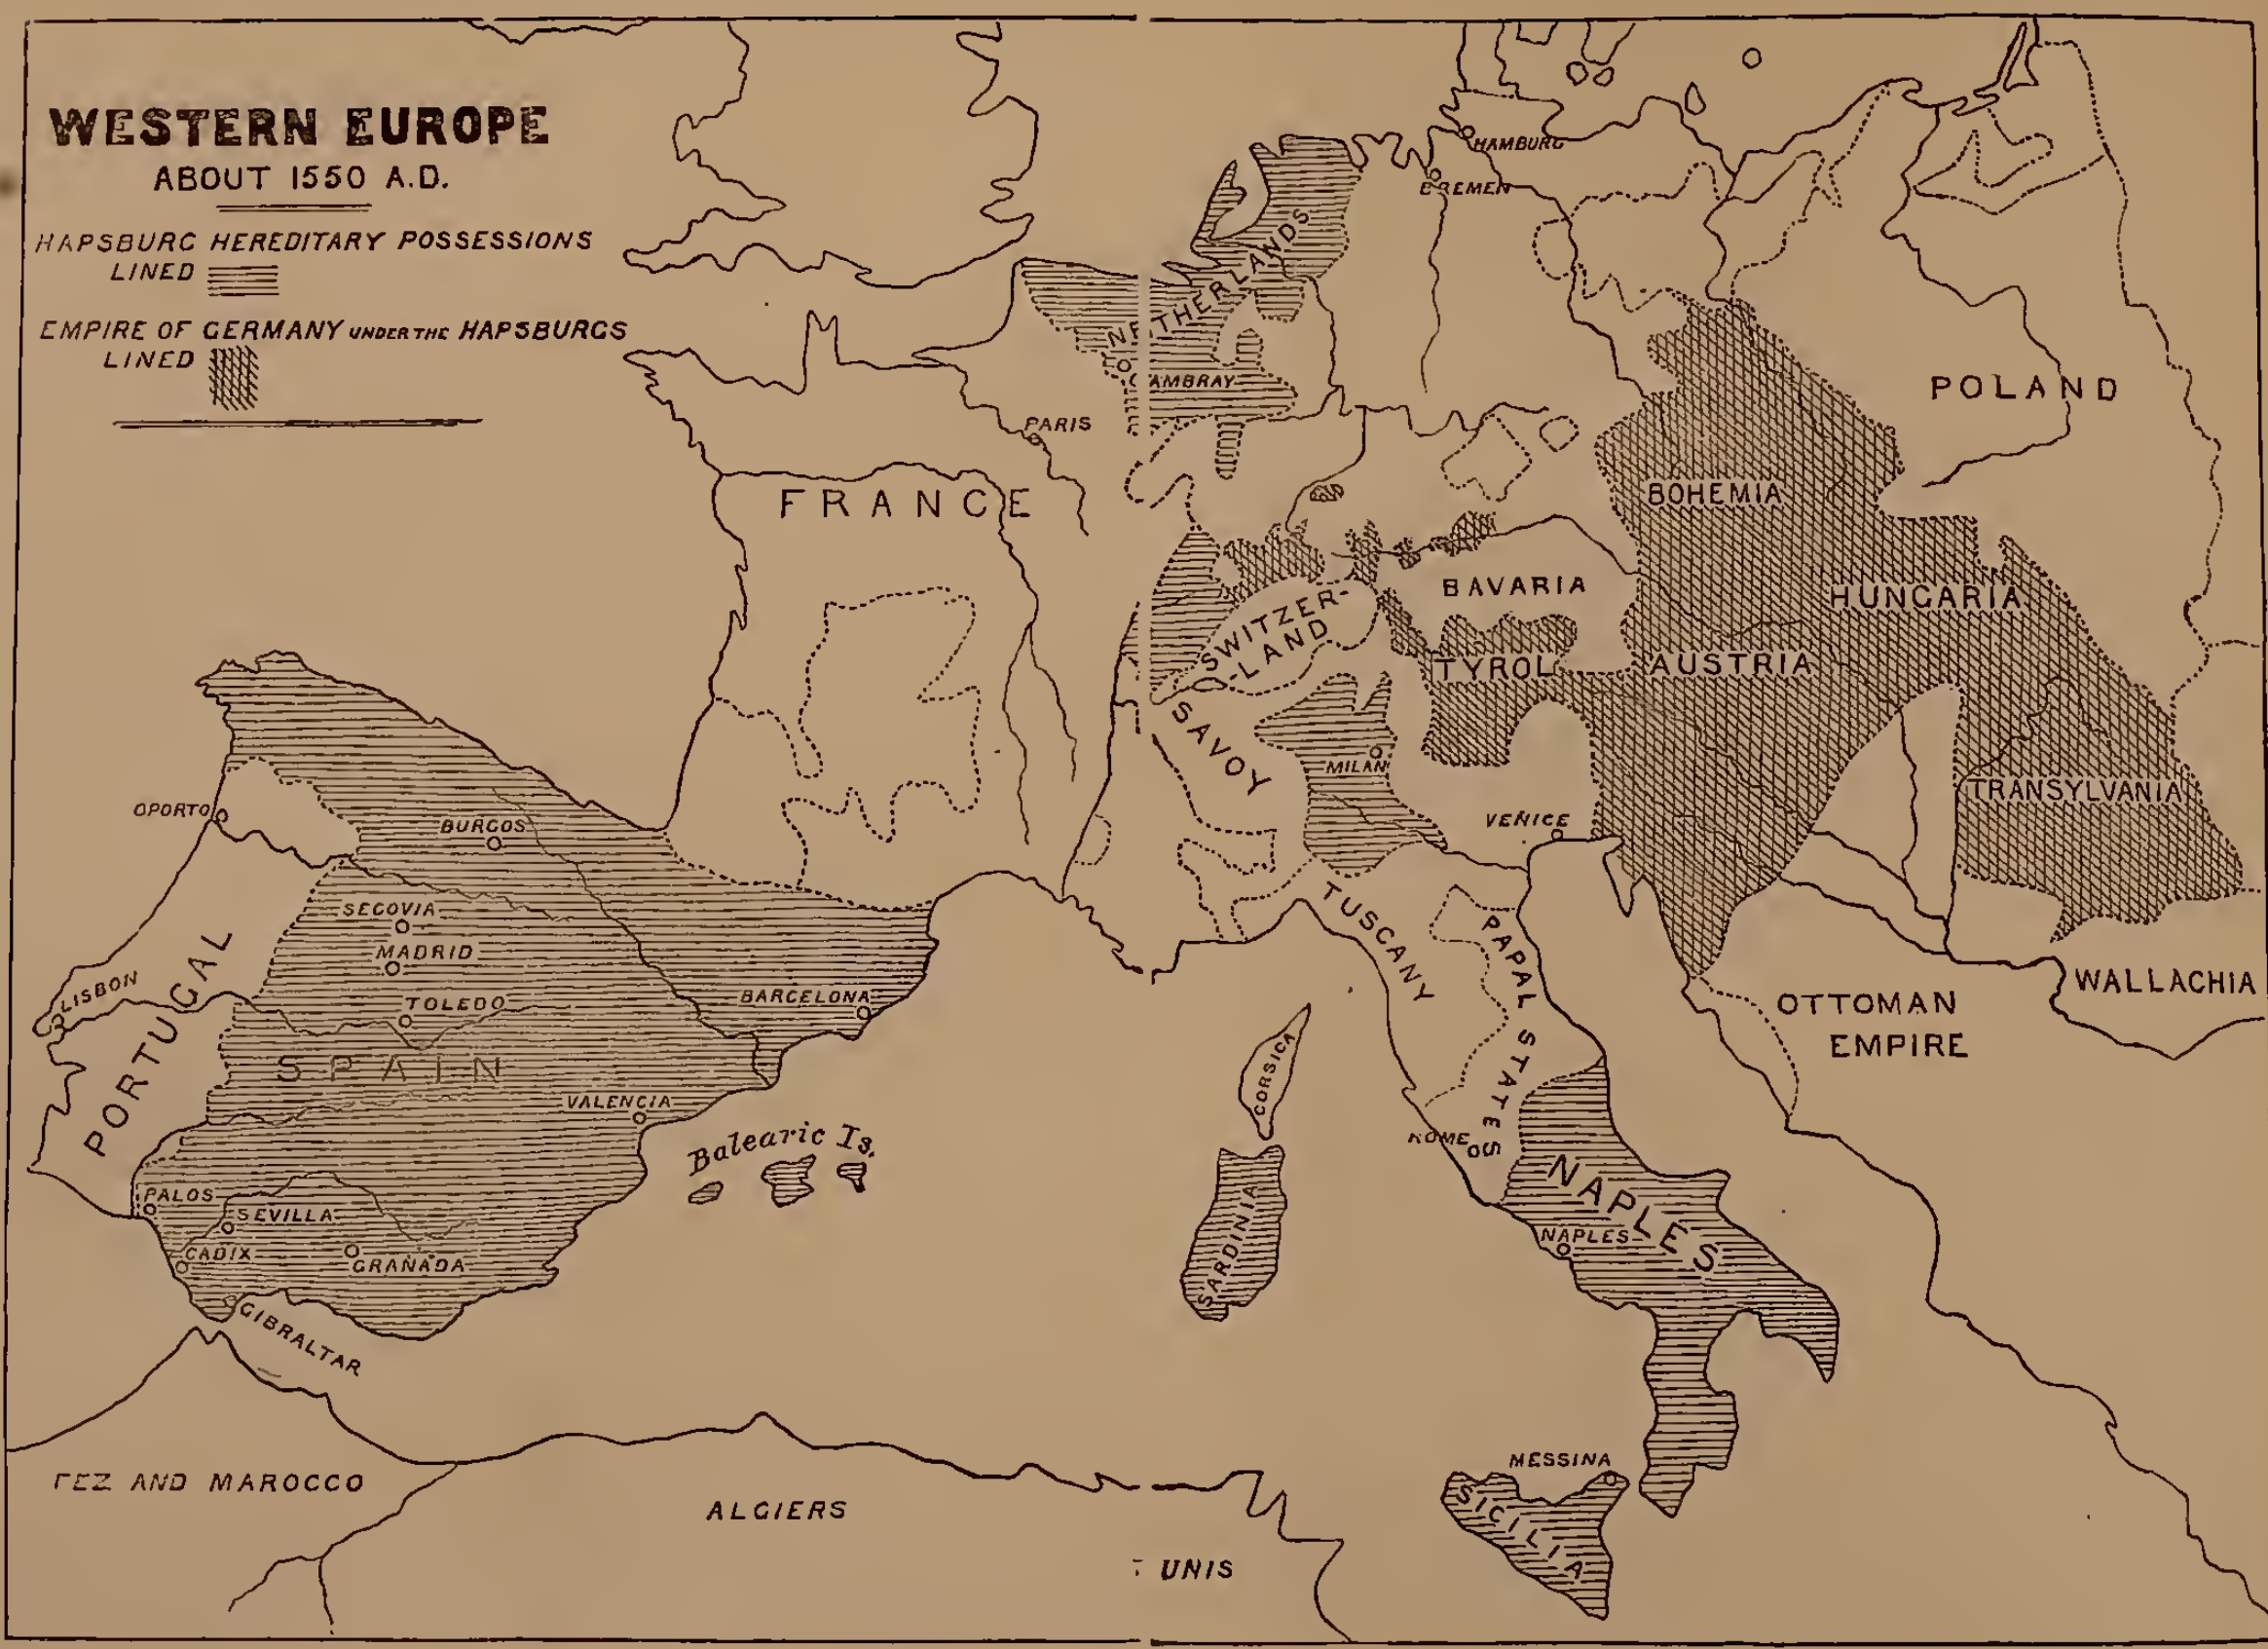 WESTERN EUROPE
ABOUT 1550 A.D.
HAPSBURG HEREDITARY POSSESSIONS
LINED
EMPIRE OF GERMANY UNDER THE HAPSBURGS
LINED
HAMBURG
BREMEN
NETHERLANDS
CAMBRAY
PARIS
POLAND
FRANCE
BOHEMIA
BAVARIA
HUNGARIA
SWITZER-
-LAND
TYROL
AUSTRIA
SAVOY
MILAN
TRANSYLVANIA
VENICE
OPORTO
BURGOS
SEGOVIA
MADRID
TUSCANY
PAPAL STATES
PORTUGAL
LISBON
TOLEDO
BARCELONA
WALLACHIA
OTTOMAN
EMPIRE
SPAIN
CORSICA
VALENCIA
Balearic Is.
ROME
NAPLES
PALOS
SEVILLA
SARDINIA
NAPLES
CADIX
GRANADA
GIBRALTAR
MESSINA
FEZ AND MAROCCO
SICILIA
ALGIERS
TUNIS